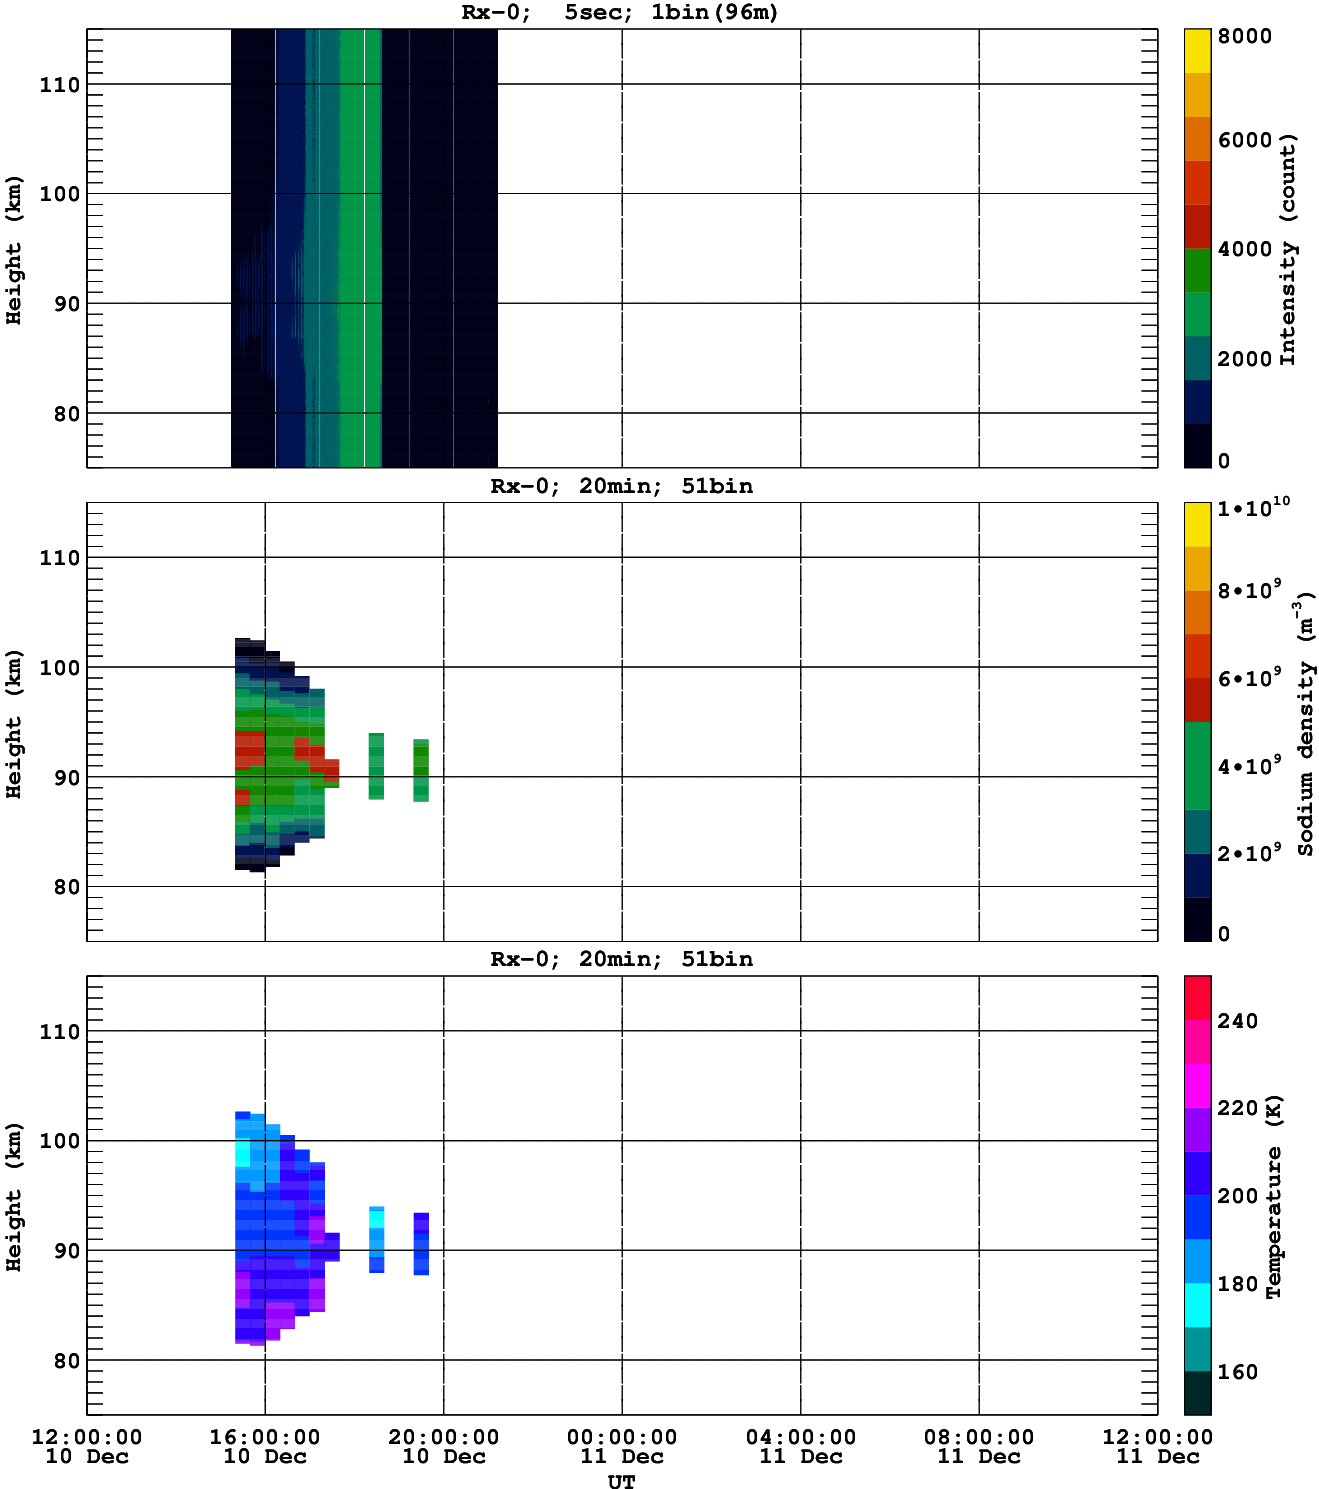 Rx-0;  5sec; 1bin(96m)
110
100
90
80
Height (km)
8000
6000
4000
2000
0
Intensity (count)
Rx-0; 20min; 51bin
110
100
90
80
Height (km)
1•10¹⁰
8•10⁹
6•10⁹
4•10⁹
2•10⁹
0
Sodium density (m⁻³)
Rx-0; 20min; 51bin
110
100
90
80
Height (km)
240
220
200
180
160
Temperature (K)
12:00:00 16:00:00 20:00:00 00:00:00 04:00:00 08:00:00 12:00:00
10 Dec 10 Dec 10 Dec 11 Dec 11 Dec 11 Dec 11 Dec
UT